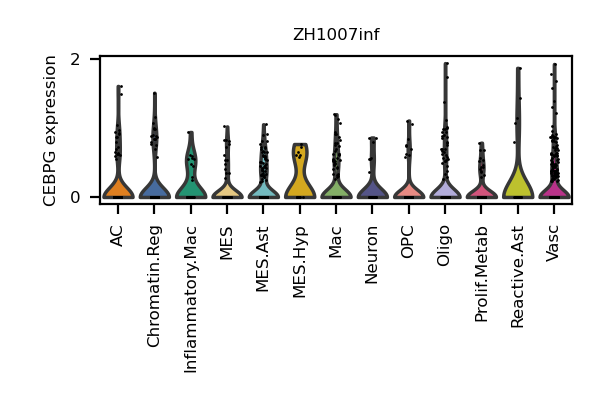 ZH1007inf
CEBPG expression
2
0
AC
Chromatin.Reg
Inflammatory.Mac
MES
MES.Ast
MES.Hyp
Mac
Neuron
OPC
Oligo
Prolif.Metab
Reactive.Ast
Vasc